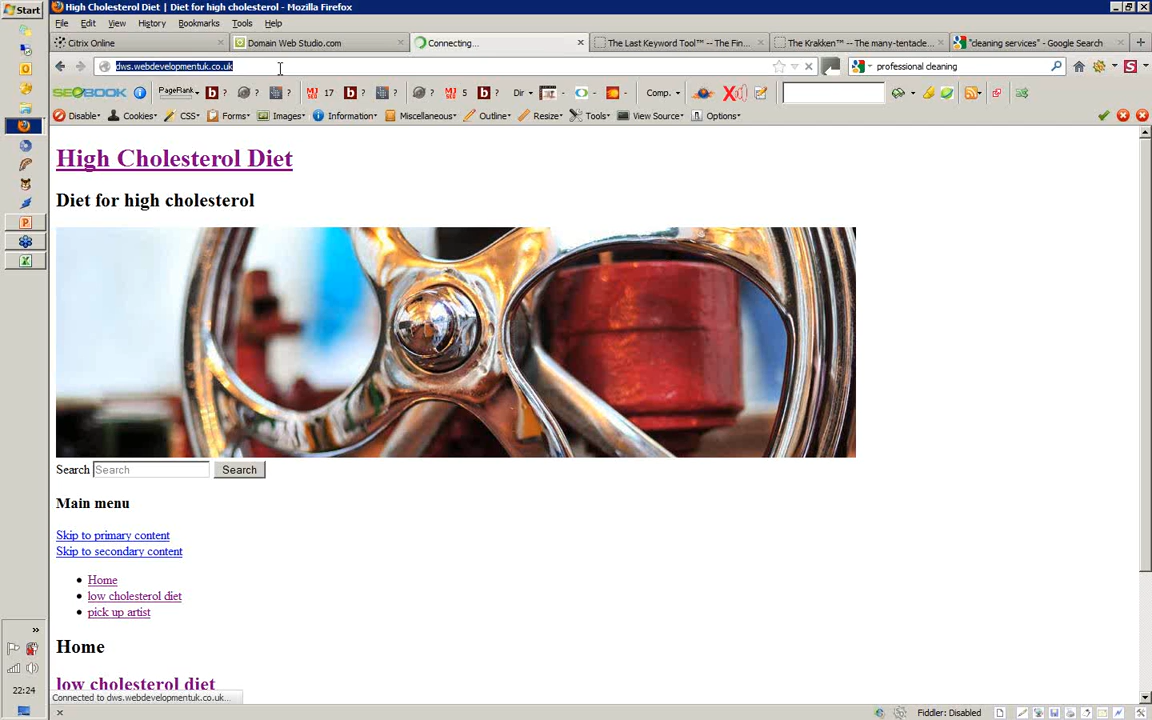 Start
High Cholesterol Diet | Diet for high cholesterol - Mozilla Firefox
File Edit View History Bookmarks Tools Help
Citrix Online
Domain Web Studio.com
Connecting...
The Last Keyword Tool™ -- The Fin...
The Krakken™ -- The many-tentacle...
"cleaning services" - Google Search
dws.webdevelopmentuk.co.uk
professional cleaning
SEOBOOK PageRank ? ? ? MJ SEO 17 ? ? ? MJ SEO 5 ? Dir Comp.
Disable Cookies CSS Forms Images Information Miscellaneous Outline Resize Tools View Source Options
High Cholesterol Diet
Diet for high cholesterol
Search Search Search
Main menu
Skip to primary content
Skip to secondary content
Home
low cholesterol diet
pick up artist
Home
low cholesterol diet
Connected to dws.webdevelopmentuk.co.uk...
22:24
Fiddler: Disabled